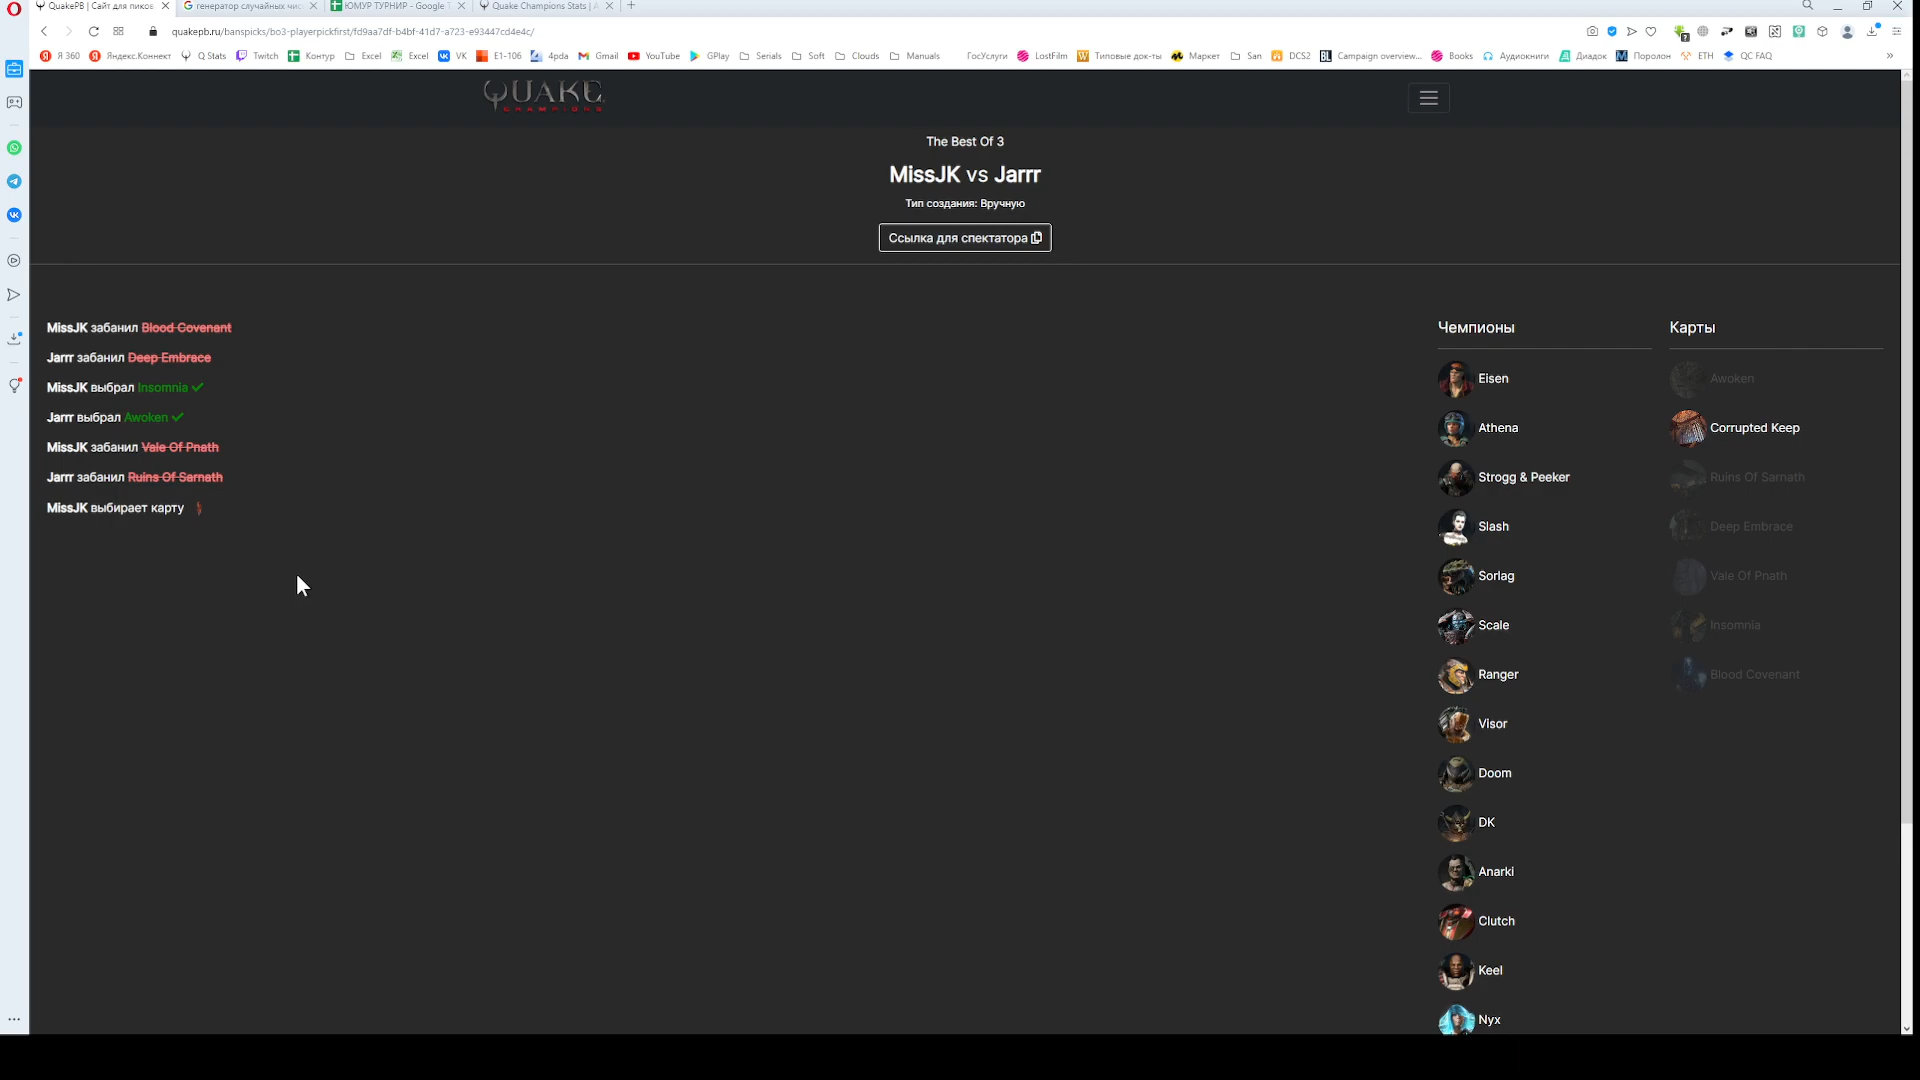 QuakePB | Сайт для пиков
генератор случайных чис
ЮМУР ТУРНИР - Google Т
Quake Champions Stats | A
quakepb.ru/banspicks/bo3-playerpickfirst/fd9aa7df-b4bf-41d7-a723-e93447cd4e4c/
Я 360
Яндекс.Коннект
Q Stats
Twitch
Контур
Excel
Excel
VK
E1-106
4pda
Gmail
YouTube
GPlay
Serials
Soft
Clouds
Manuals
ГосУслуги
LostFilm
Типовые док-ты
Маркет
San
DCS2
Campaign overview...
Books
Аудиокниги
Диадок
Поролон
ETH
QC FAQ
QUAKE
CHAMPIONS
The Best Of 3
MissJK vs Jarrr
Тип создания: Вручную
Ссылка для спектатора
MissJK забанил Blood Covenant
Jarrr забанил Deep Embrace
MissJK выбрал Insomnia
Jarrr выбрал Awoken
MissJK забанил Vale Of Pnath
Jarrr забанил Ruins Of Sarnath
MissJK выбирает карту
Чемпионы
Eisen
Athena
Strogg & Peeker
Slash
Sorlag
Scale
Ranger
Visor
Doom
DK
Anarki
Clutch
Keel
Nyx
Карты
Awoken
Corrupted Keep
Ruins Of Sarnath
Deep Embrace
Vale Of Pnath
Insomnia
Blood Covenant